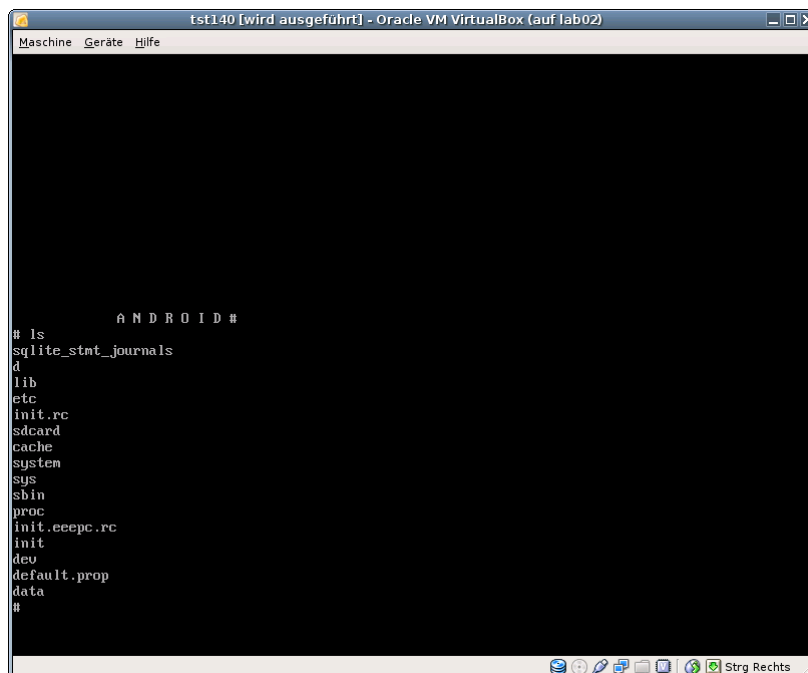 tst140 [wird ausgeführt] - Oracle VM VirtualBox (auf lab02)
Maschine Geräte Hilfe
A N D R O I D #
# ls
sqlite_stmt_journals
d
lib
etc
init.rc
sdcard
cache
system
sys
sbin
proc
init.eeepc.rc
init
dev
default.prop
data
#
Strg Rechts